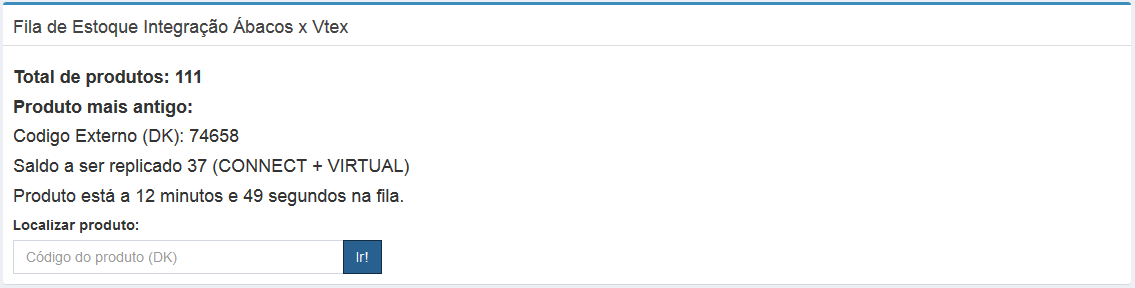 Fila de Estoque Integração Ábacos x Vtex
Total de produtos: 111
Produto mais antigo:
Codigo Externo (DK): 74658
Saldo a ser replicado 37 (CONNECT + VIRTUAL)
Produto está a 12 minutos e 49 segundos na fila.
Localizar produto:
Código do produto (DK) Ir!